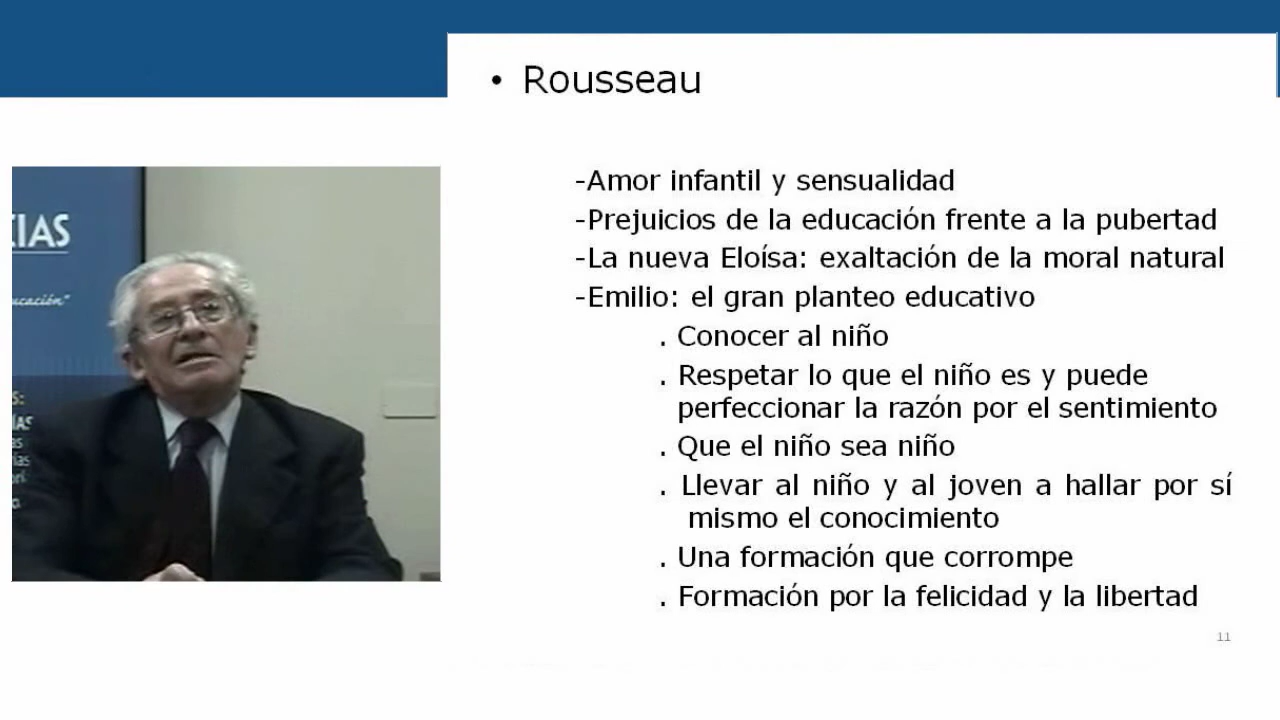 • Rousseau
-Amor infantil y sensualidad
-Prejuicios de la educación frente a la pubertad
-La nueva Eloísa: exaltación de la moral natural
-Emilio: el gran planteo educativo
. Conocer al niño
. Respetar lo que el niño es y puede
perfeccionar la razón por el sentimiento
. Que el niño sea niño
. Llevar al niño y al joven a hallar por sí
mismo el conocimiento
. Una formación que corrompe
. Formación por la felicidad y la libertad
11